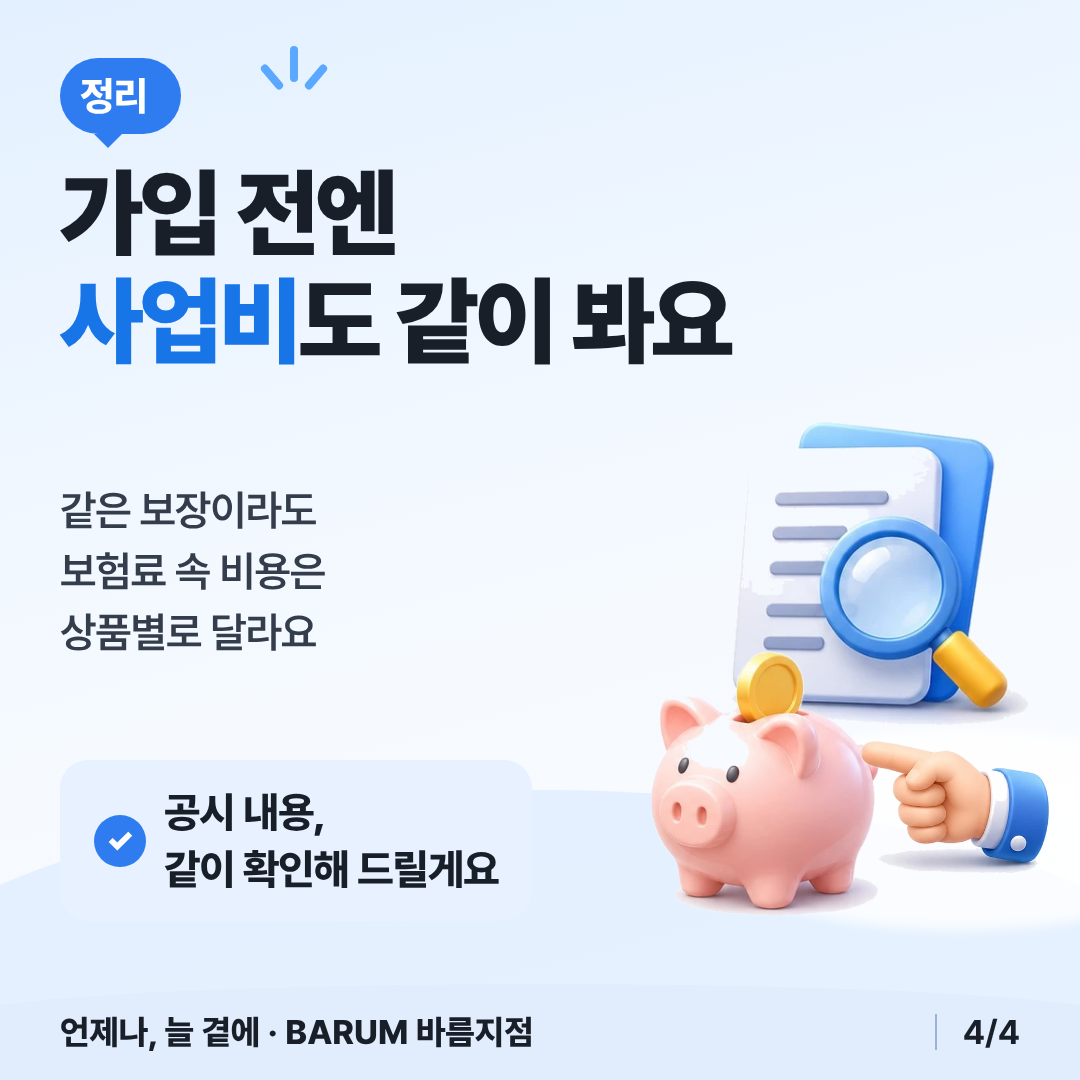 정리
가입 전엔
사업비도 같이 봐요
같은 보장이라도
보험료 속 비용은
상품별로 달라요
공시 내용,
같이 확인해 드릴게요
언제나, 늘 곁에 · BARUM 바름지점
4/4